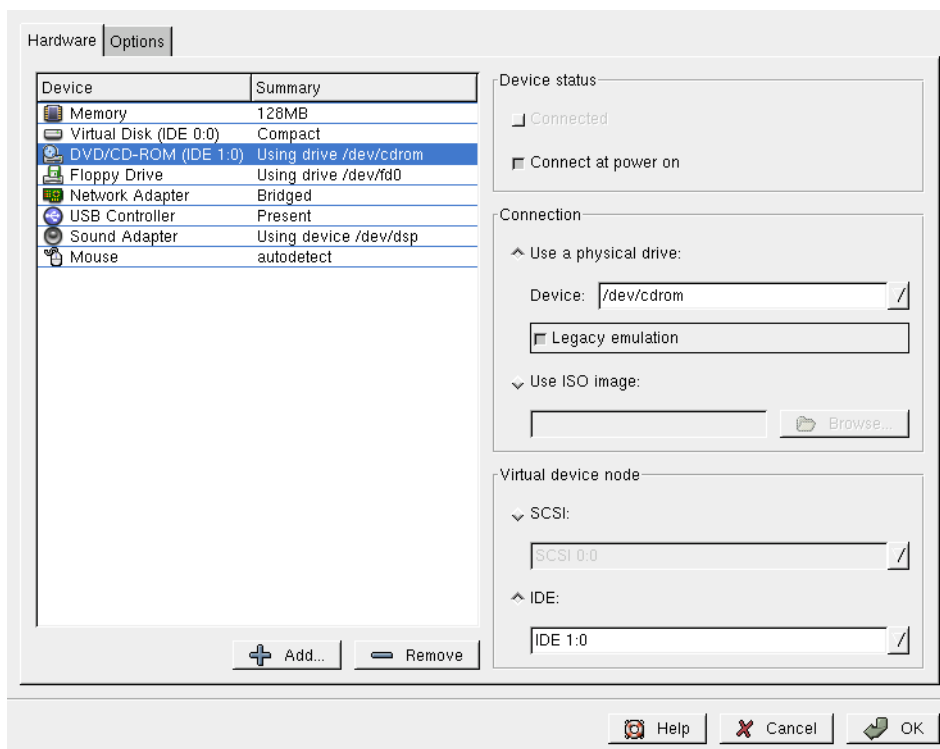 Hardware Options
Device Summary
Memory 128MB
Virtual Disk (IDE 0:0) Compact
DVD/CD-ROM (IDE 1:0) Using drive /dev/cdrom
Floppy Drive Using drive /dev/fd0
Network Adapter Bridged
USB Controller Present
Sound Adapter Using device /dev/dsp
Mouse autodetect
Add... Remove
Device status
Connected
Connect at power on
Connection
Use a physical drive:
Device: /dev/cdrom
Legacy emulation
Use ISO image:
Browse...
Virtual device node
SCSI:
SCSI 0:0
IDE:
IDE 1:0
Help Cancel OK